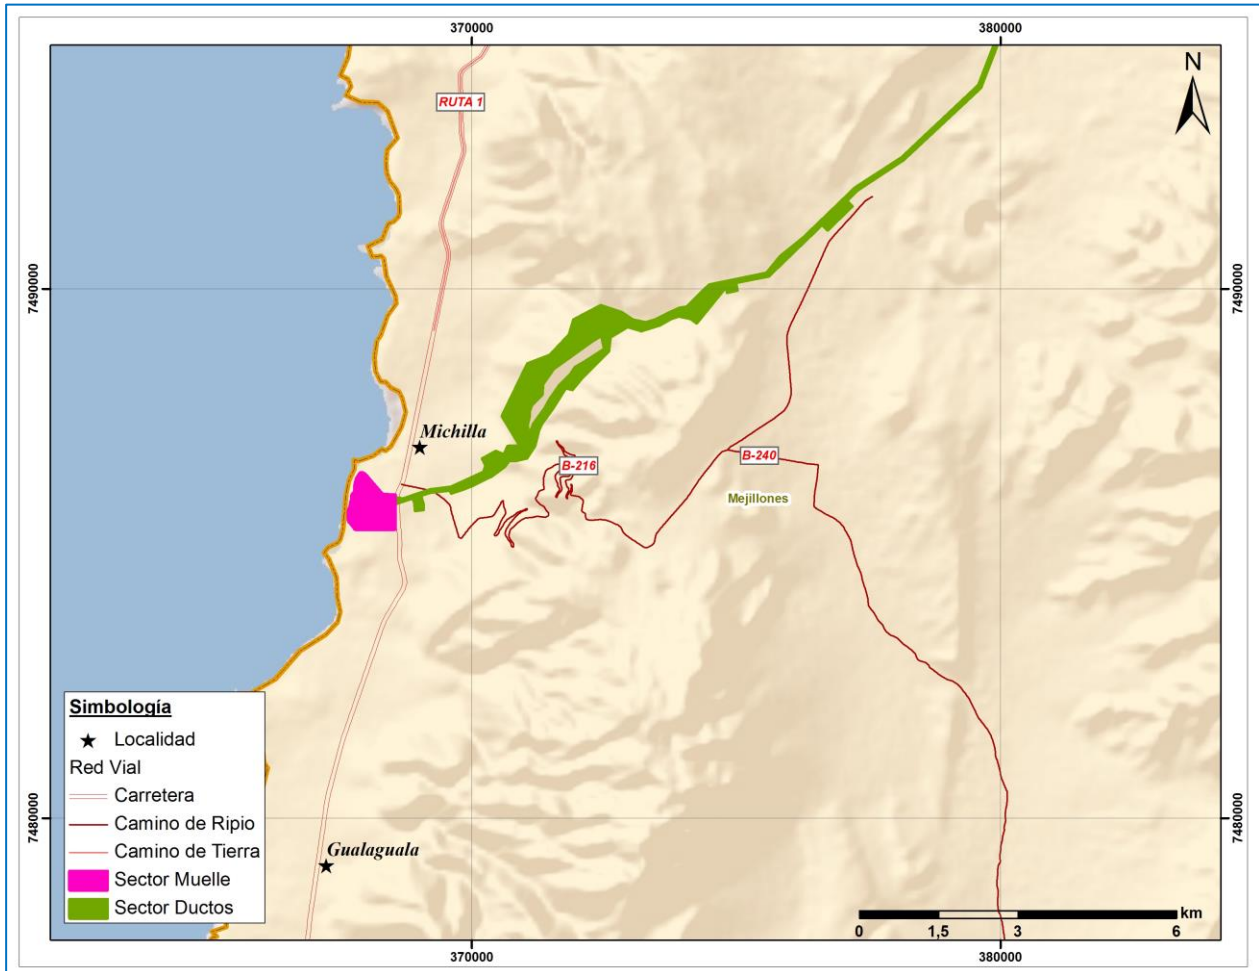 370000
380000
N
RUTA 1
7490000
7490000
Michilla
B-216
B-240
Mejillones
Simbología
Localidad
Red Vial
Carretera
Camino de Ripio
Camino de Tierra
Sector Muelle
Sector Ductos
7480000
7480000
Gualaguala
km
0 1,5 3 6
370000
380000